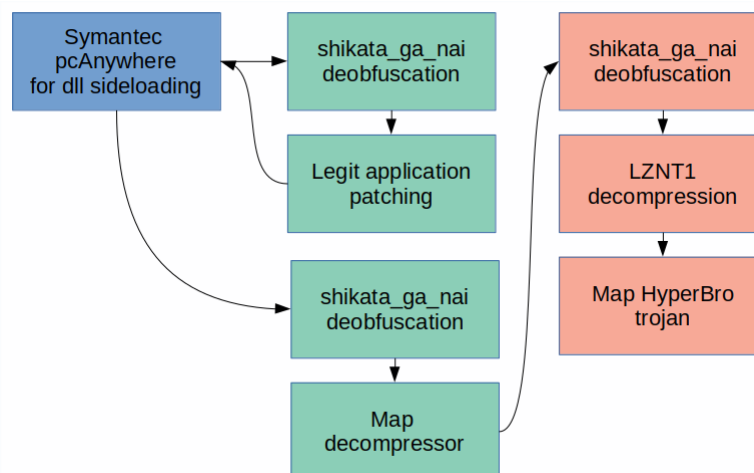 Symantec
pcAnywhere
for dll sideloading
shikata_ga_nai
deobfuscation
Legit application
patching
shikata_ga_nai
deobfuscation
Map
decompressor
shikata_ga_nai
deobfuscation
LZNT1
decompression
Map HyperBro
trojan